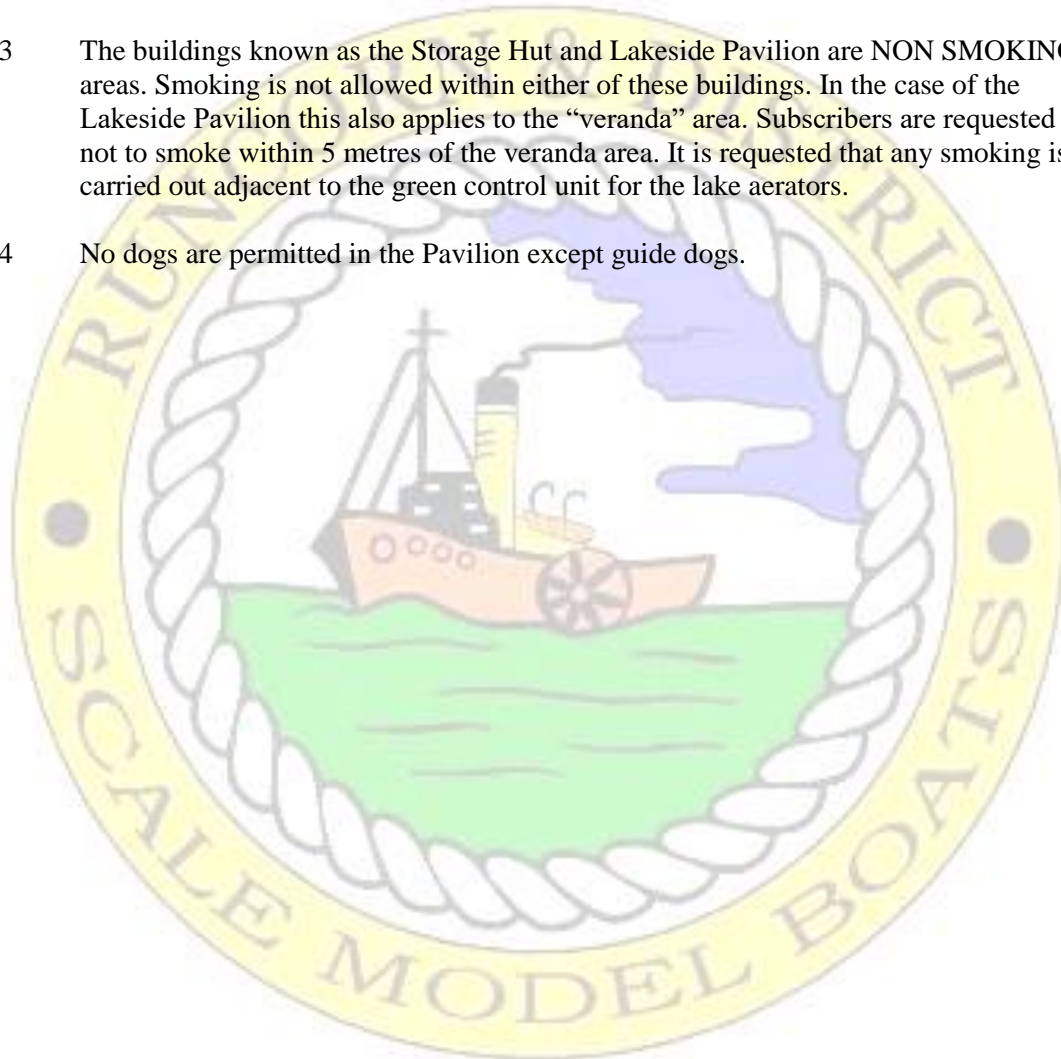 3 The buildings known as the Storage Hut and Lakeside Pavilion are NON SMOKING
areas. Smoking is not allowed within either of these buildings. In the case of the
Lakeside Pavilion this also applies to the “veranda” area. Subscribers are requested
not to smoke within 5 metres of the veranda area. It is requested that any smoking is
carried out adjacent to the green control unit for the lake aerators.
4 No dogs are permitted in the Pavilion except guide dogs.
RUNCORN & DISTRICT
SCALE MODEL BOATS